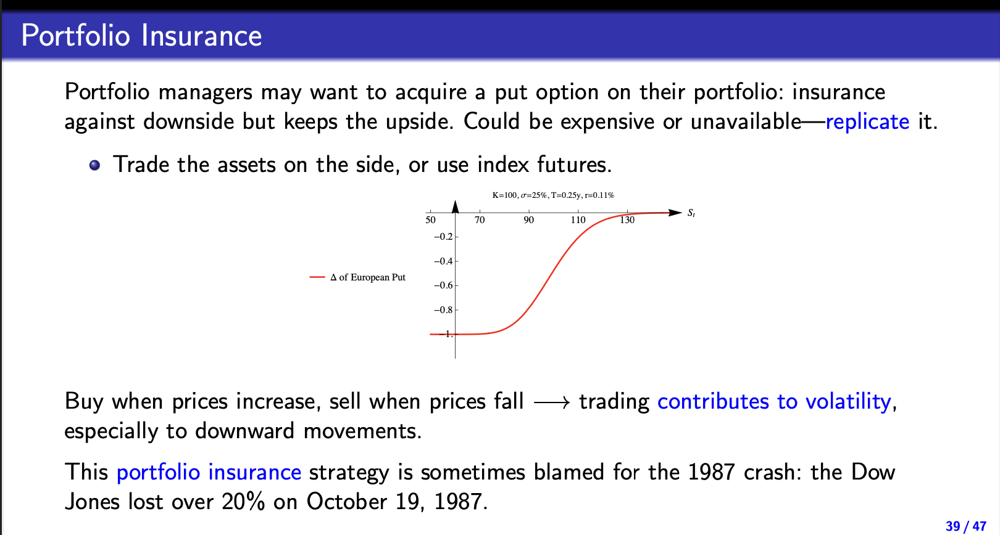 Portfolio Insurance
Portfolio managers may want to acquire a put option on their portfolio: insurance
against downside but keeps the upside. Could be expensive or unavailable—replicate it.
Trade the assets on the side, or use index futures.
K=100, σ=25%, T=0.25y, r=0.11%
50 70 90 110 130 Sₜ
−0.2
−0.4
Δ of European Put
−0.6
−0.8
−1.
Buy when prices increase, sell when prices fall ⟶ trading contributes to volatility,
especially to downward movements.
This portfolio insurance strategy is sometimes blamed for the 1987 crash: the Dow
Jones lost over 20% on October 19, 1987.
39 / 47